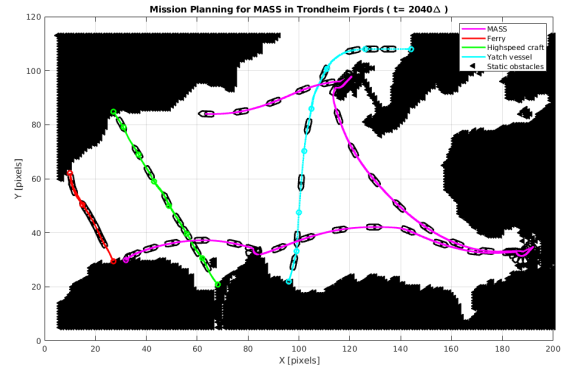 Mission Planning for MASS in Trondheim Fjords ( t= 2040Δ )
MASS
Ferry
Highspeed craft
Yatch vessel
Static obstacles
Y [pixels]
120
100
80
60
40
20
0
0 20 40 60 80 100 120 140 160 180 200
X [pixels]